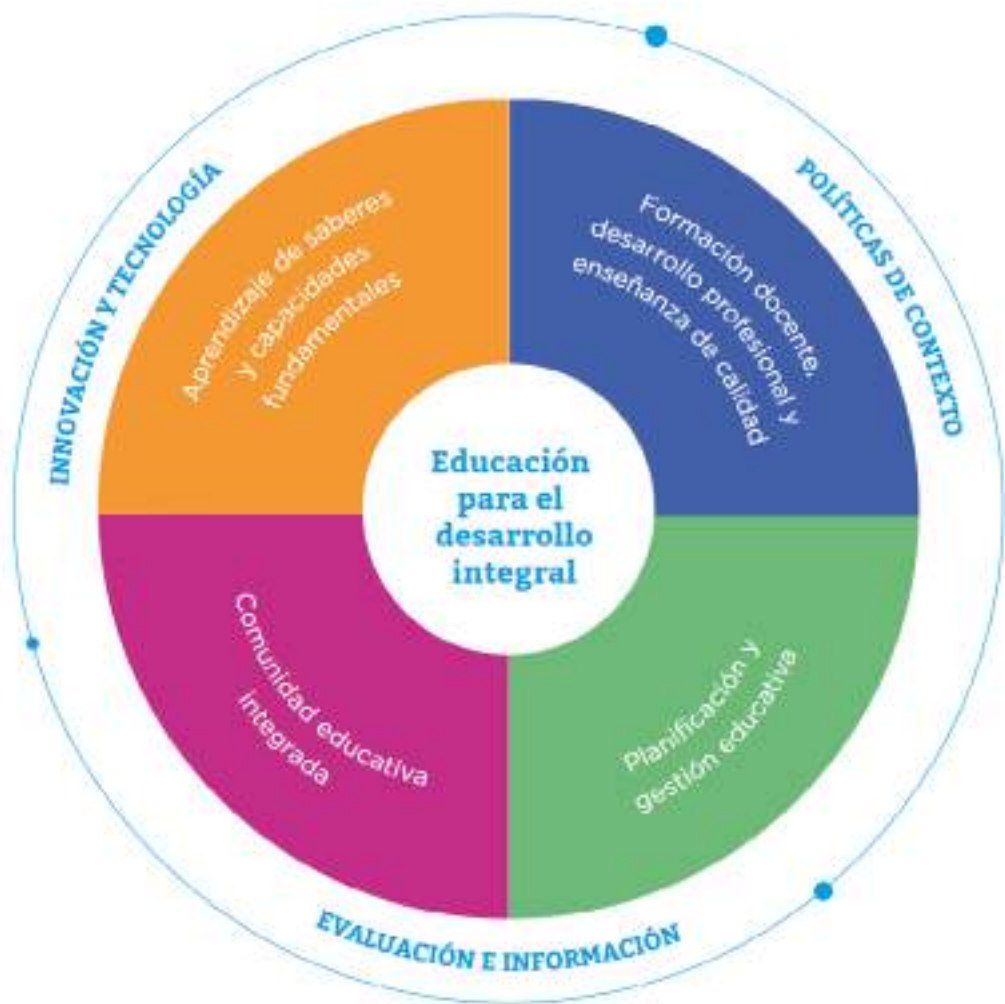 INNOVACIÓN Y TECNOLOGÍA
POLÍTICAS DE CONTEXTO
Aprendizaje de saberes
y capacidades
fundamentales
Formación docente,
desarrollo profesional y
enseñanza de calidad
Educación
para el
desarrollo
integral
Comunidad educativa
integrada
Planificación y
gestión educativa
EVALUACIÓN E INFORMACIÓN